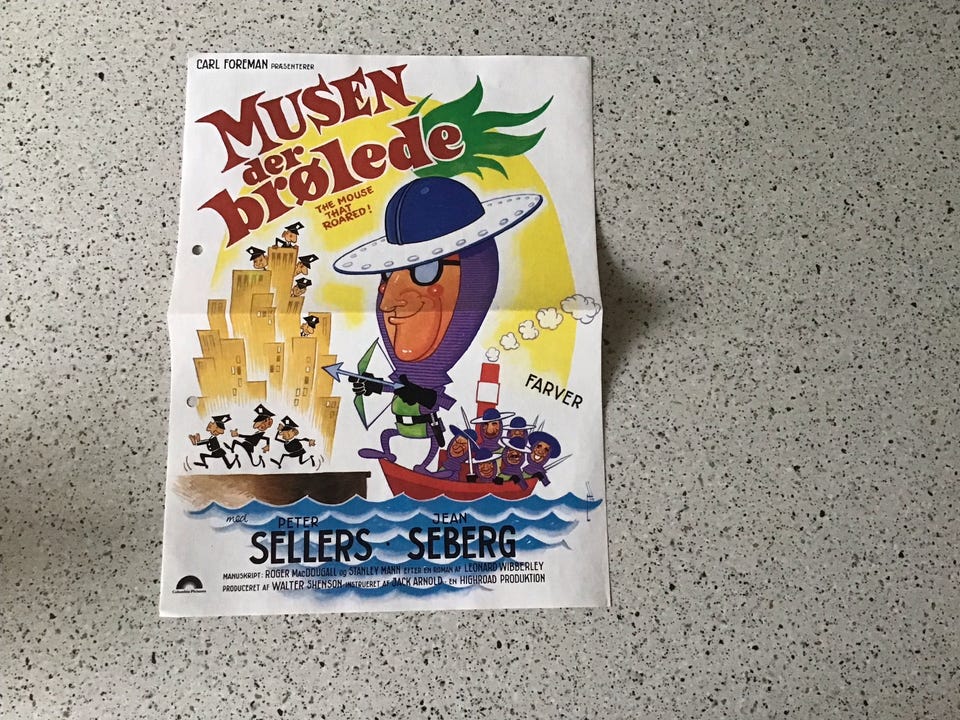 CARL FOREMAN PRÆSENTERER
MUSEN
der
brølede
THE MOUSE
THAT
ROARED!
FARVER
med PETER SELLERS JEAN SEBERG
MANUSKRIPT: ROGER MACDOUGALL OG STANLEY MANN EFTER EN ROMAN AF LEONARD WIBBERLEY
PRODUCERET AF WALTER SHENSON · INSTRUERET AF JACK ARNOLD · EN HIGHROAD PRODUKTION
Columbia Pictures